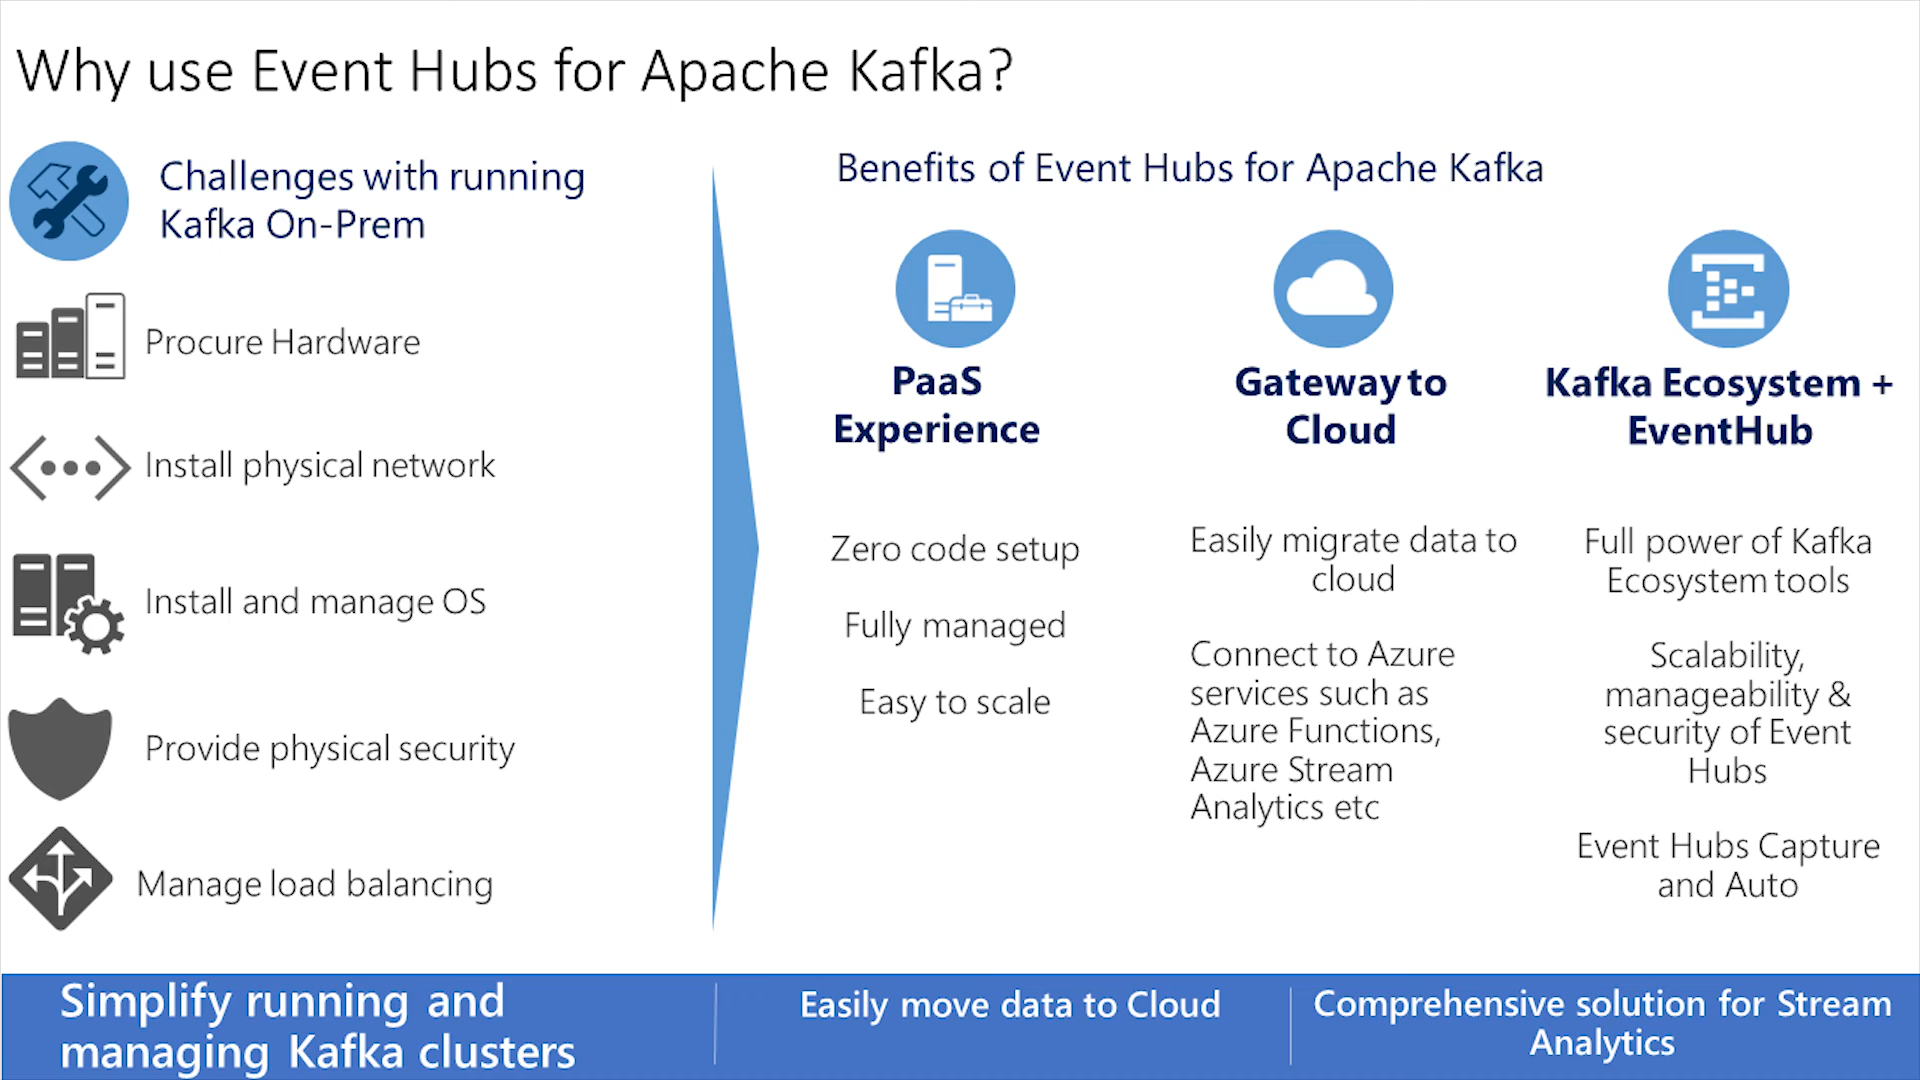 Why use Event Hubs for Apache Kafka?
Challenges with running
Kafka On-Prem
Procure Hardware
Install physical network
Install and manage OS
Provide physical security
Manage load balancing
Benefits of Event Hubs for Apache Kafka
PaaS
Experience
Zero code setup
Fully managed
Easy to scale
Gateway to
Cloud
Easily migrate data to
cloud
Connect to Azure
services such as
Azure Functions,
Azure Stream
Analytics etc
Kafka Ecosystem +
EventHub
Full power of Kafka
Ecosystem tools
Scalability,
manageability &
security of Event
Hubs
Event Hubs Capture
and Auto
Simplify running and
managing Kafka clusters
Easily move data to Cloud
Comprehensive solution for Stream
Analytics